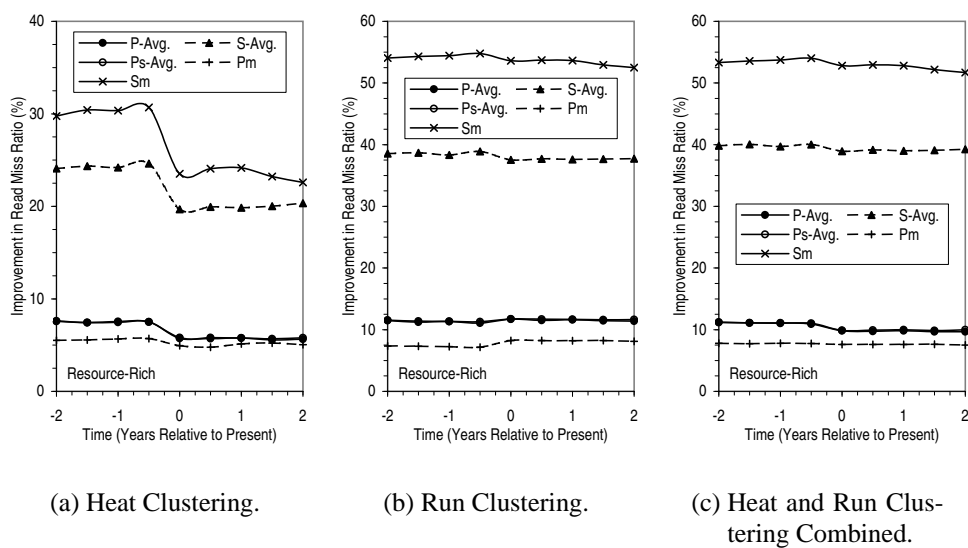 40
30
20
10
0
Improvement in Read Miss Ratio (%)
P-Avg. S-Avg.
Ps-Avg. Pm
Sm
Resource-Rich
-2 -1 0 1 2
Time (Years Relative to Present)
(a) Heat Clustering.
60
50
40
30
20
10
0
Improvement in Read Miss Ratio (%)
P-Avg. S-Avg.
Ps-Avg. Pm
Sm
Resource-Rich
-2 -1 0 1 2
Time (Years Relative to Present)
(b) Run Clustering.
60
50
40
30
20
10
0
Improvement in Read Miss Ratio (%)
P-Avg. S-Avg.
Ps-Avg. Pm
Sm
Resource-Rich
-2 -1 0 1 2
Time (Years Relative to Present)
(c) Heat and Run Clus-
tering Combined.